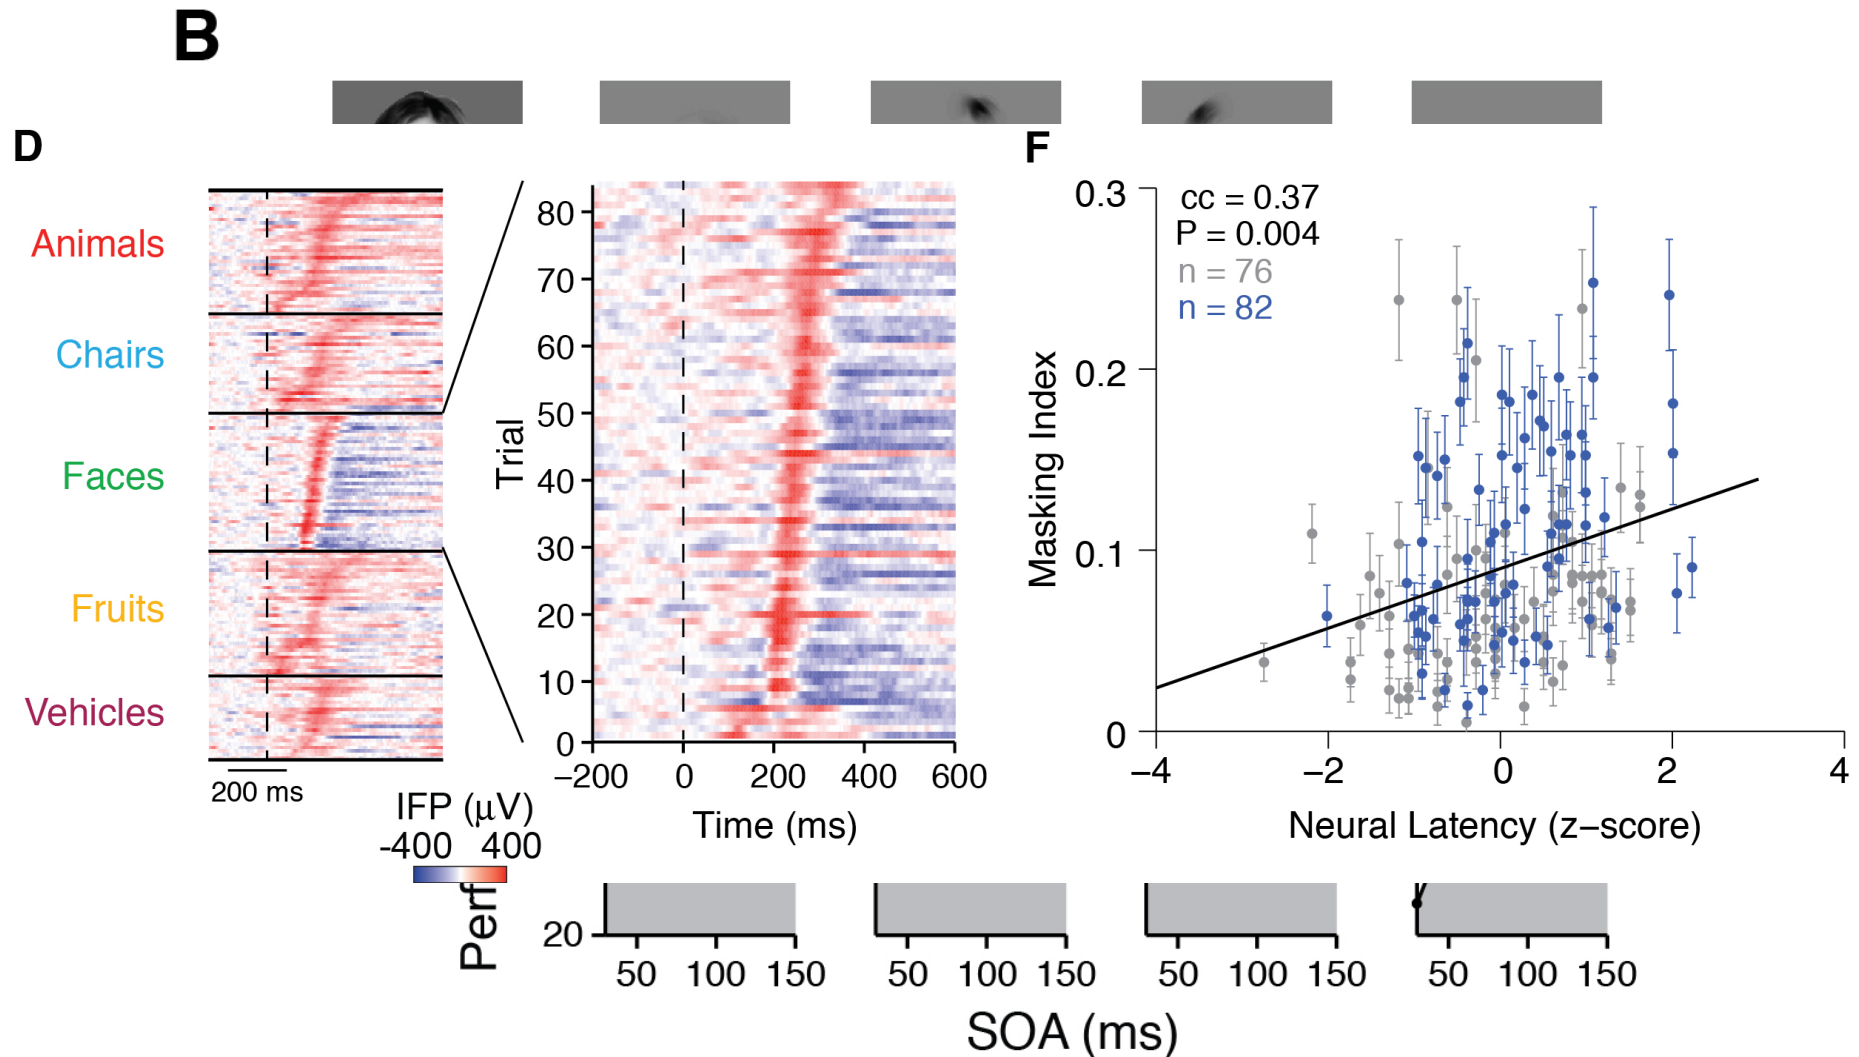 B
D
Animals
Chairs
Faces
Fruits
Vehicles
200 ms
IFP (μV)
-400 400
Trial
80
70
60
50
40
30
20
10
0
−200 0 200 400 600
Time (ms)
F
cc = 0.37
P = 0.004
n = 76
n = 82
Masking Index
0.3
0.2
0.1
0
−4 −2 0 2 4
Neural Latency (z−score)
Perf
20
50 100 150 50 100 150 50 100 150 50 100 150
SOA (ms)